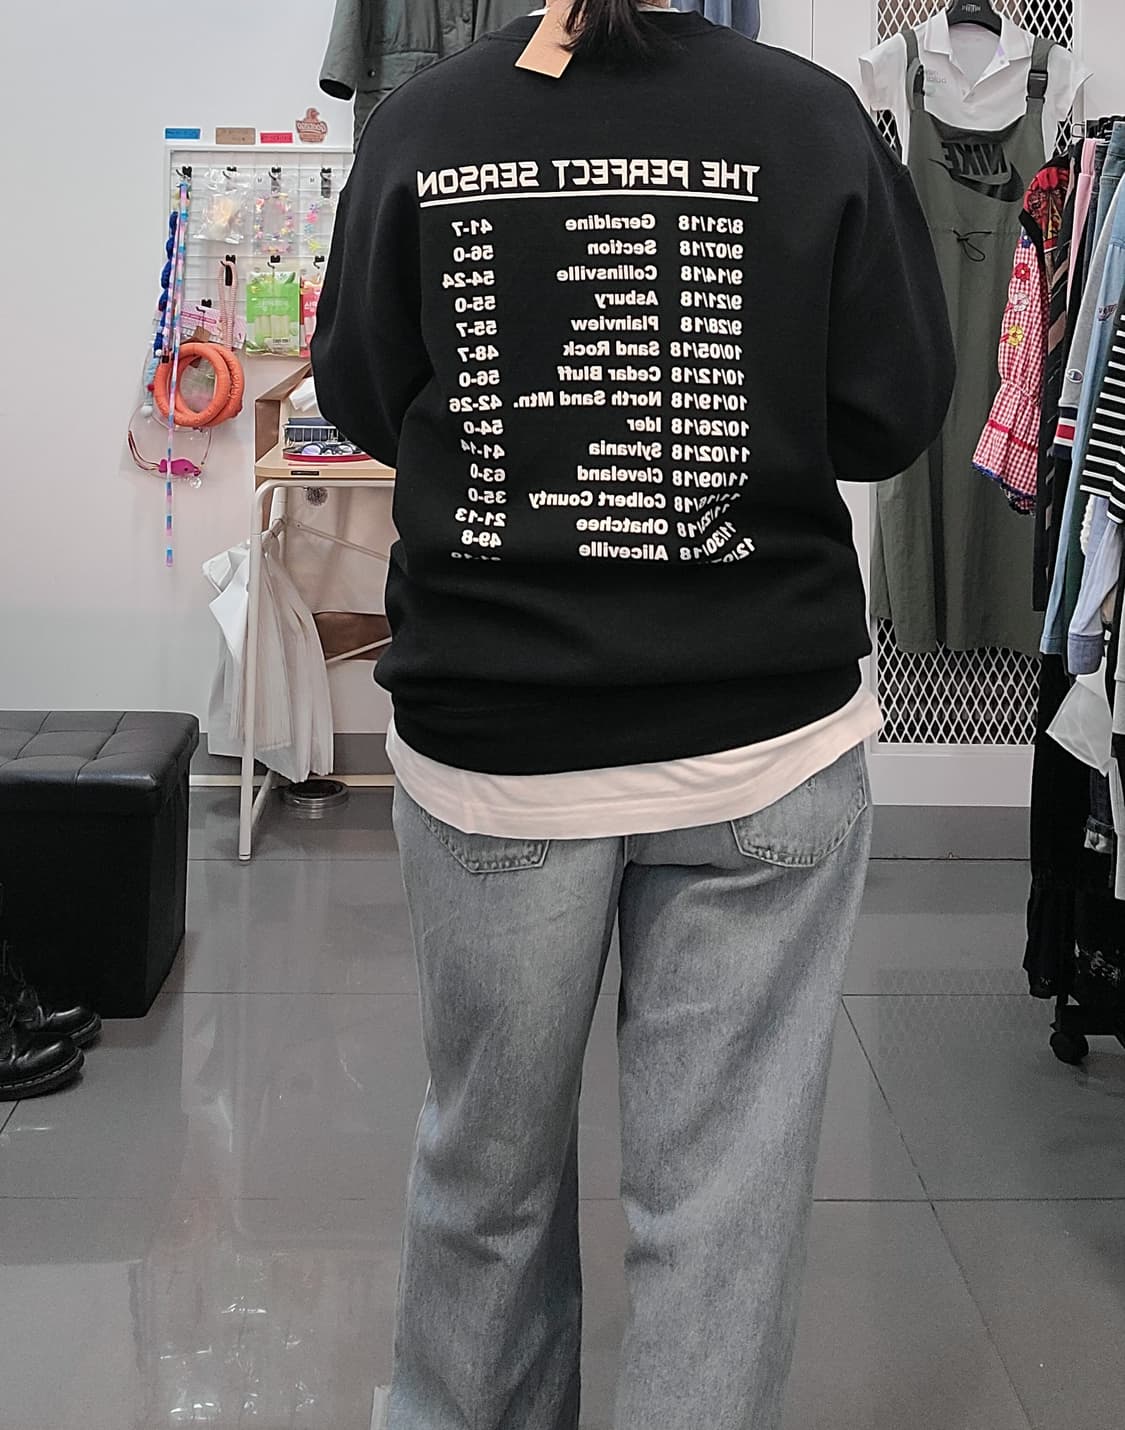 THE PERFECT SEASON
8/31/18 Geraldine 41-7
9/07/18 Section 56-0
9/14/18 Collinsville 54-24
9/21/18 Asbury 55-0
9/28/18 Plainview 55-7
10/05/18 Sand Rock 48-7
10/12/18 Cedar Bluff 56-0
10/19/18 North Sand Mtn. 42-26
10/26/18 Ider 54-0
11/02/18 Sylvania 41-14
11/09/18 Cleveland 63-0
Colbert County 35-0
Ohatchee 21-13
11/30/18 Aliceville 49-8
NIKE